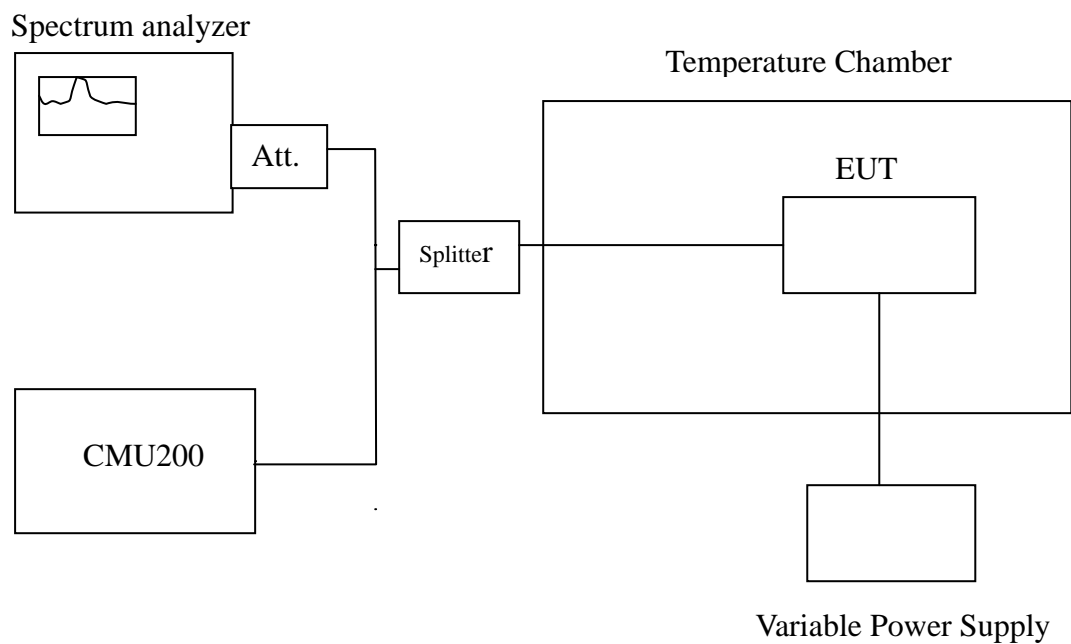 Spectrum analyzer
Temperature Chamber
Att.
EUT
Splitter
CMU200
Variable Power Supply